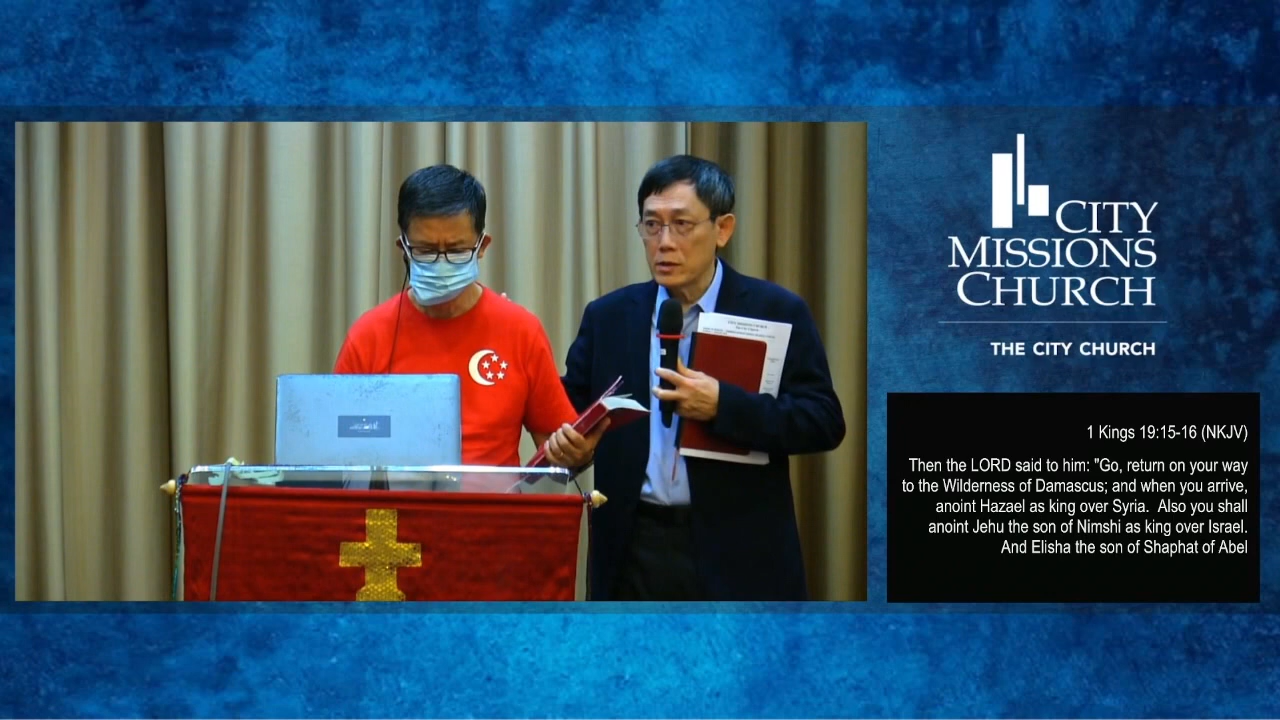 CITY
MISSIONS
CHURCH
THE CITY CHURCH
1 Kings 19:15-16 (NKJV)
Then the LORD said to him: "Go, return on your way
to the Wilderness of Damascus; and when you arrive,
anoint Hazael as king over Syria.  Also you shall
anoint Jehu the son of Nimshi as king over Israel.
And Elisha the son of Shaphat of Abel
CITY MISSIONS CHURCH